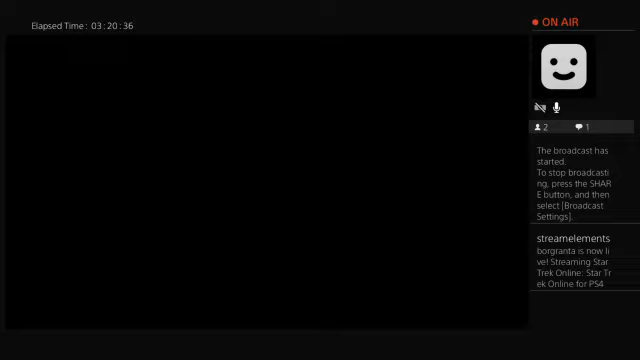 Elapsed Time : 03 : 20 : 36
ON AIR
2
1
The broadcast has
started.
To stop broadcasti
ng, press the SHAR
E button, and then
select [Broadcast
Settings].
streamelements
borgranta is now li
ve! Streaming Star
Trek Online: Star Tr
ek Online for PS4